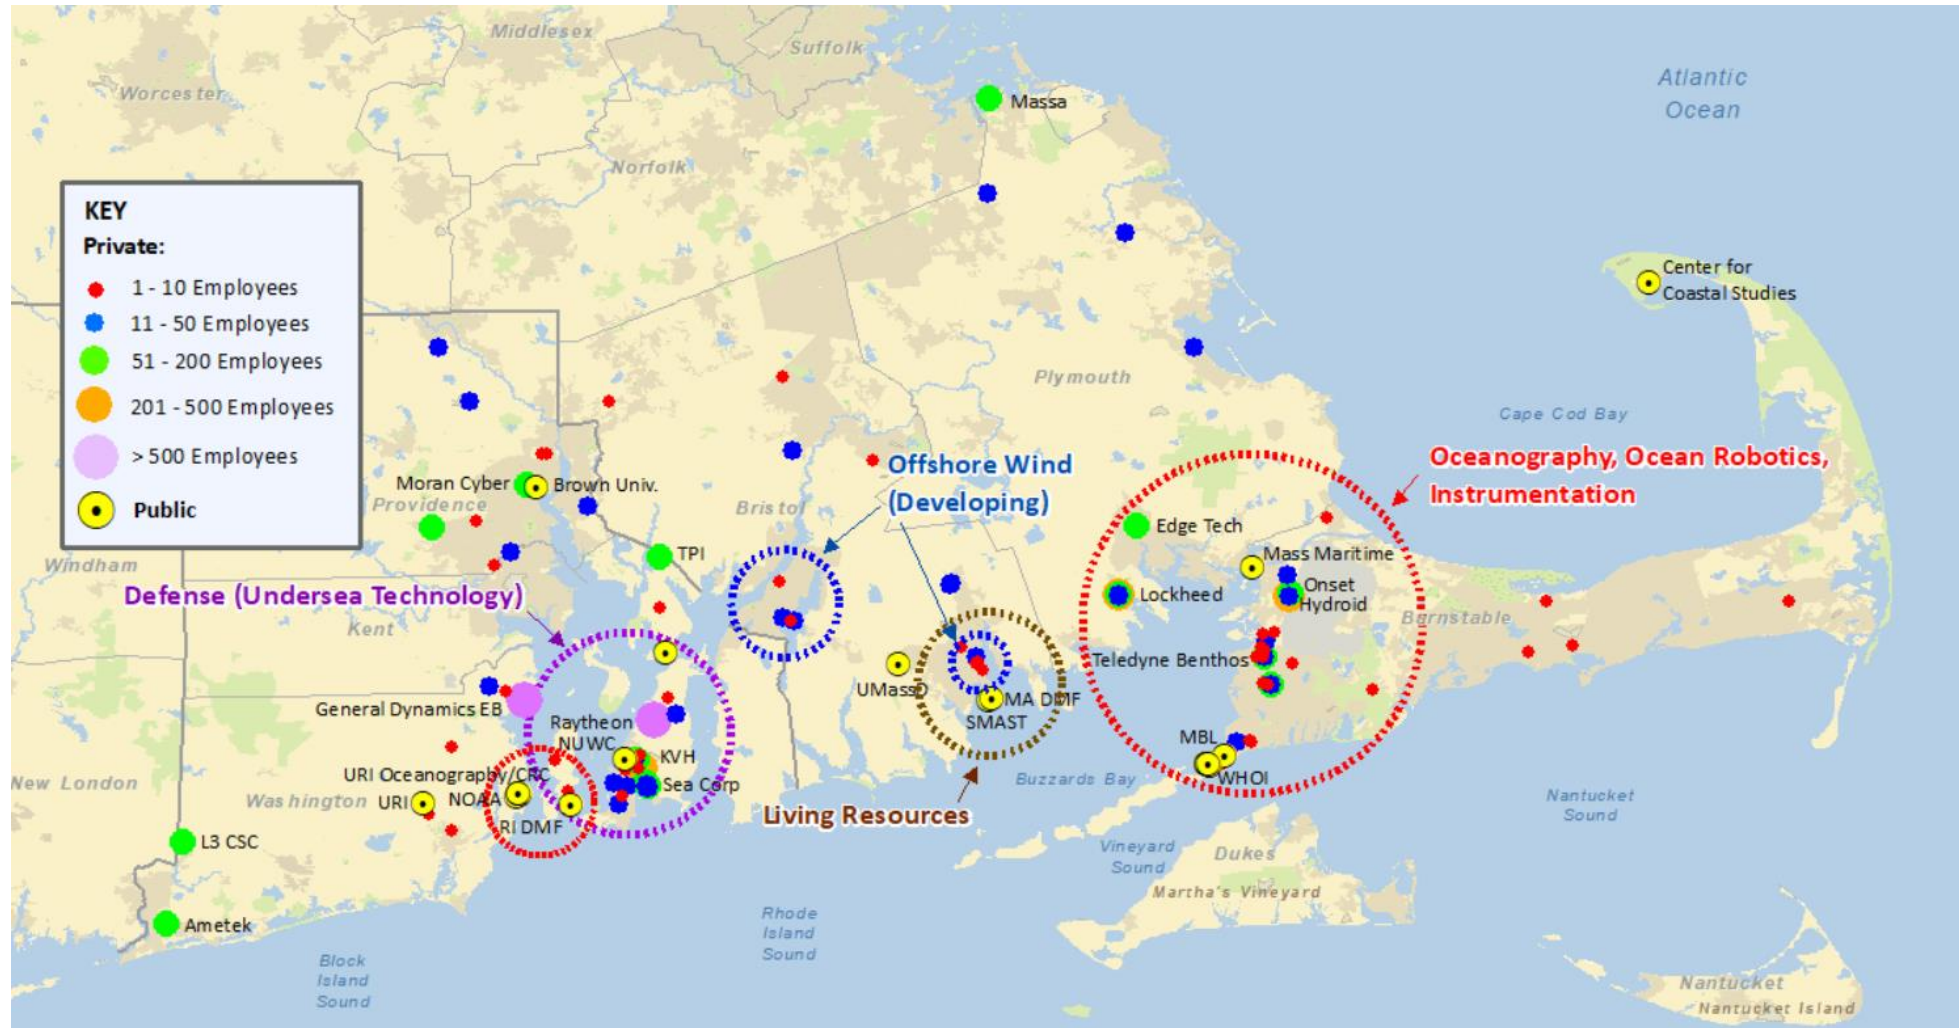 Middlesex
Suffolk
Atlantic
Ocean
Worcester
Massa
Norfolk
KEY
Private:
1 - 10 Employees
11 - 50 Employees
51 - 200 Employees
201 - 500 Employees
> 500 Employees
Public
Center for
Coastal Studies
Plymouth
Cape Cod Bay
Offshore Wind
(Developing)
Oceanography, Ocean Robotics,
Instrumentation
Moran Cyber
Brown Univ.
Providence
Bristol
Edge Tech
Windham
TPI
Mass Maritime
Defense (Undersea Technology)
Lockheed
Onset
Hydroid
Kent
Barnstable
Teledyne Benthos
UMassD
MA DMF
SMAST
General Dynamics EB
Raytheon
NUWC
KVH
MBL
WHOI
URI Oceanography/CRC
Sea Corp
New London
Washington
URI
NOAA
RI DMF
Buzzards Bay
Living Resources
Nantucket
Sound
L3 CSC
Vineyard
Sound
Dukes
Martha's Vineyard
Ametek
Rhode
Island
Sound
Block
Island
Sound
Nantucket
Nantucket Island